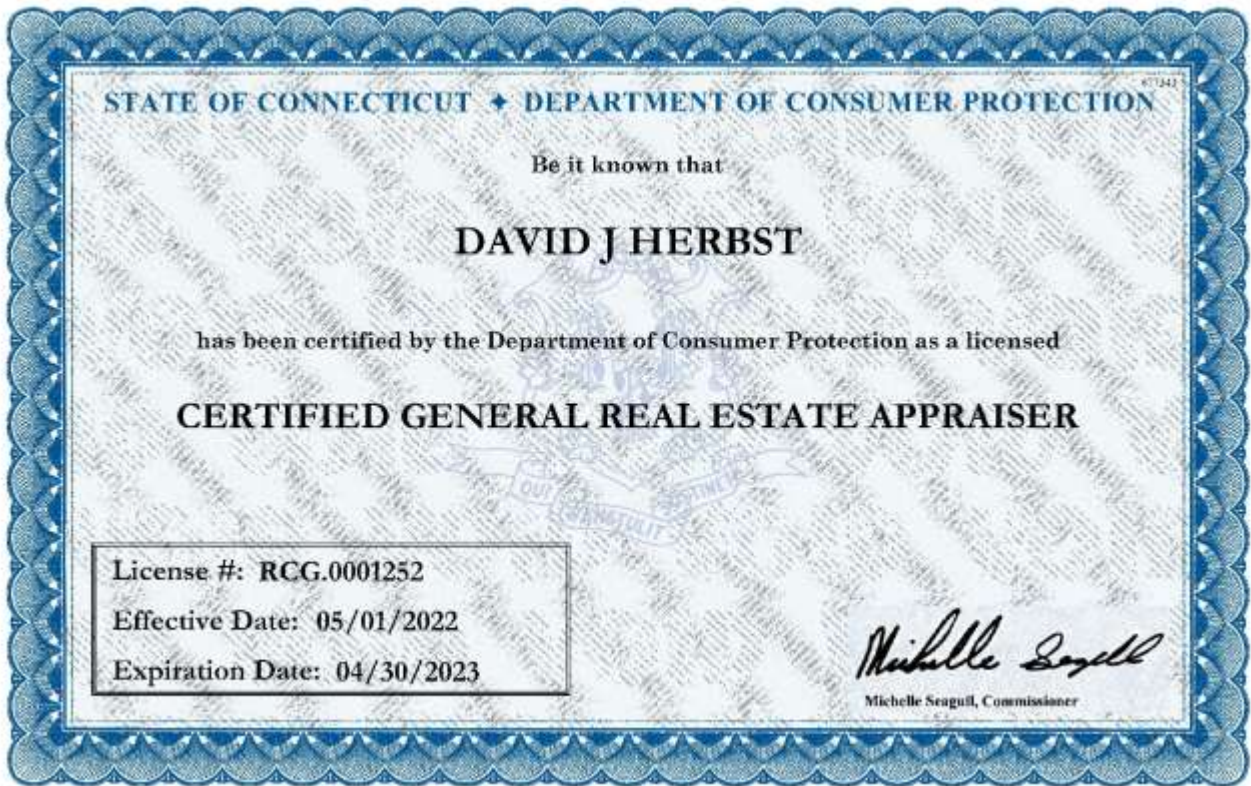 STATE OF CONNECTICUT ✦ DEPARTMENT OF CONSUMER PROTECTION
Be it known that
DAVID J HERBST
has been certified by the Department of Consumer Protection as a licensed
CERTIFIED GENERAL REAL ESTATE APPRAISER
QUI
SUSTINET
License #: RCG.0001252
Effective Date: 05/01/2022
Expiration Date: 04/30/2023
Michelle Seagull
Michelle Seagull, Commissioner